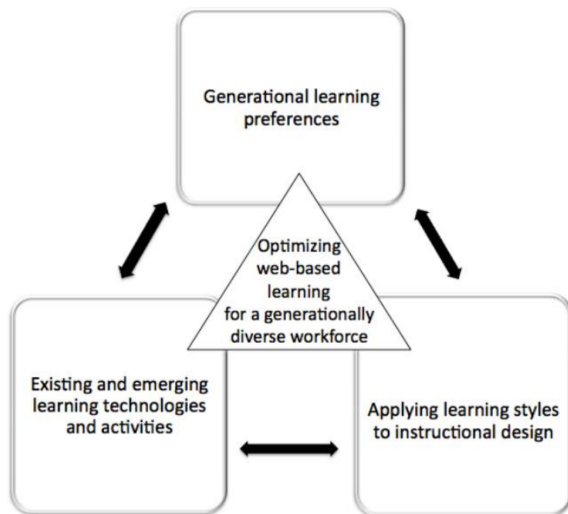 Generational learning
preferences
Optimizing
web-based
learning
for a generationally
diverse workforce
Existing and emerging
learning technologies
and activities
Applying learning styles
to instructional design